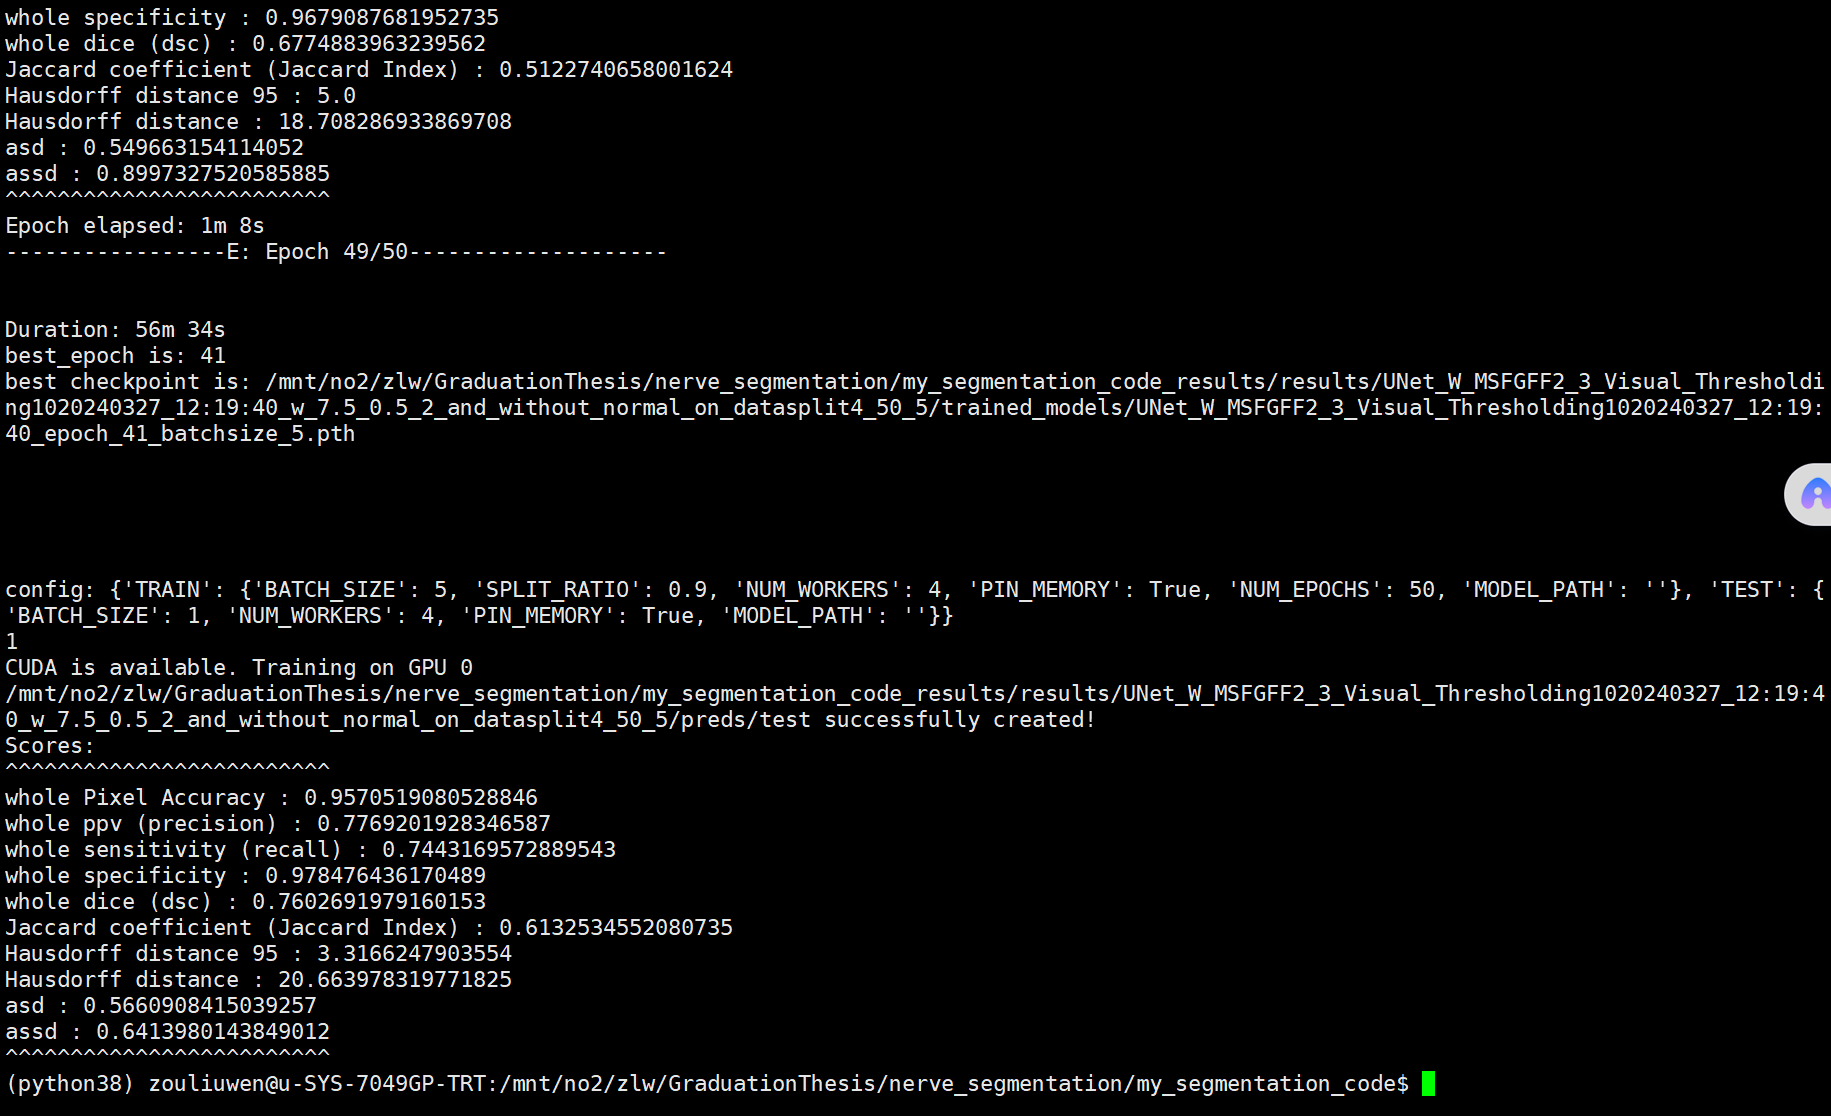 whole specificity : 0.9679087681952735
whole dice (dsc) : 0.6774883963239562
Jaccard coefficient (Jaccard Index) : 0.5122740658001624
Hausdorff distance 95 : 5.0
Hausdorff distance : 18.708286933869708
asd : 0.549663154114052
assd : 0.8997327520585885
^^^^^^^^^^^^^^^^^^^^^^^^^
Epoch elapsed: 1m 8s
-----------------E: Epoch 49/50--------------------
Duration: 56m 34s
best_epoch is: 41
best checkpoint is: /mnt/no2/zlw/GraduationThesis/nerve_segmentation/my_segmentation_code_results/results/UNet_W_MSFGFF2_3_Visual_Thresholdi
ng1020240327_12:19:40_w_7.5_0.5_2_and_without_normal_on_datasplit4_50_5/trained_models/UNet_W_MSFGFF2_3_Visual_Thresholding1020240327_12:19:
40_epoch_41_batchsize_5.pth
config: {'TRAIN': {'BATCH_SIZE': 5, 'SPLIT_RATIO': 0.9, 'NUM_WORKERS': 4, 'PIN_MEMORY': True, 'NUM_EPOCHS': 50, 'MODEL_PATH': ''}, 'TEST': {
'BATCH_SIZE': 1, 'NUM_WORKERS': 4, 'PIN_MEMORY': True, 'MODEL_PATH': ''}}
1
CUDA is available. Training on GPU 0
/mnt/no2/zlw/GraduationThesis/nerve_segmentation/my_segmentation_code_results/results/UNet_W_MSFGFF2_3_Visual_Thresholding1020240327_12:19:4
0_w_7.5_0.5_2_and_without_normal_on_datasplit4_50_5/preds/test successfully created!
Scores:
^^^^^^^^^^^^^^^^^^^^^^^^^
whole Pixel Accuracy : 0.9570519080528846
whole ppv (precision) : 0.7769201928346587
whole sensitivity (recall) : 0.7443169572889543
whole specificity : 0.978476436170489
whole dice (dsc) : 0.7602691979160153
Jaccard coefficient (Jaccard Index) : 0.6132534552080735
Hausdorff distance 95 : 3.3166247903554
Hausdorff distance : 20.663978319771825
asd : 0.5660908415039257
assd : 0.6413980143849012
^^^^^^^^^^^^^^^^^^^^^^^^^
(python38) zouliuwen@u-SYS-7049GP-TRT:/mnt/no2/zlw/GraduationThesis/nerve_segmentation/my_segmentation_code$